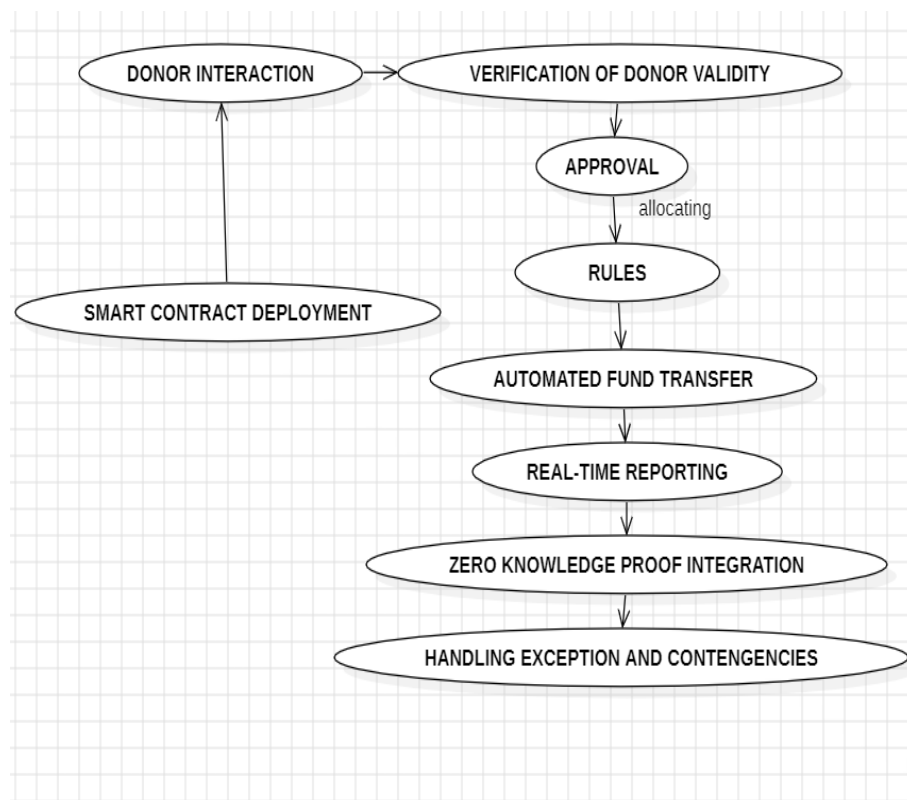 DONOR INTERACTION
VERIFICATION OF DONOR VALIDITY
APPROVAL
allocating
RULES
SMART CONTRACT DEPLOYMENT
AUTOMATED FUND TRANSFER
REAL-TIME REPORTING
ZERO KNOWLEDGE PROOF INTEGRATION
HANDLING EXCEPTION AND CONTENGENCIES